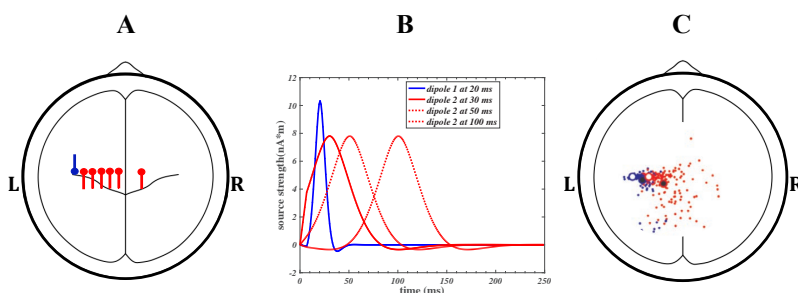 A
B
C
L
R
12
10
8
6
4
2
0
-2
source strength(nA*m)
dipole 1 at 20 ms
dipole 2 at 30 ms
dipole 2 at 50 ms
dipole 2 at 100 ms
0 50 100 150 200 250
time (ms)
L
R